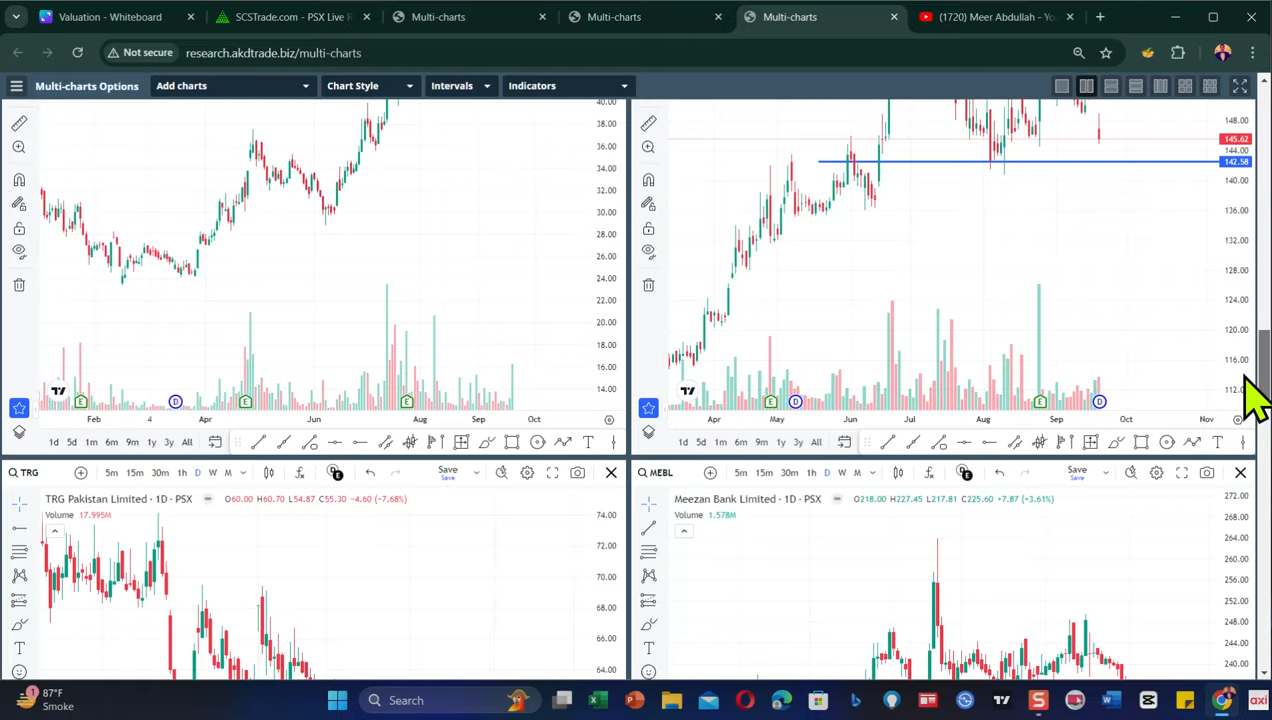 Valuation - Whiteboard
SCSTrade.com - PSX Live R
Multi-charts
Multi-charts
Multi-charts
(1720) Meer Abdullah - Yo
Not secure
research.akdtrade.biz/multi-charts
Multi-charts Options
Add charts
Chart Style
Intervals
Indicators
40.00
38.00
36.00
34.00
32.00
30.00
28.00
26.00
24.00
22.00
20.00
18.00
16.00
14.00
E
D
E
E
Feb
4
Apr
Jun
Aug
Sep
Oct
1d 5d 1m 6m 9m 1y 3y All
T
148.00
145.62
144.00
142.58
140.00
136.00
132.00
128.00
124.00
120.00
116.00
112.0
E
D
E
D
Apr
May
Jun
Jul
Aug
Sep
Oct
Nov
1d 5d 1m 6m 9m 1y 3y All
T
TRG
5m 15m 30m 1h D W M
D
E
Save
Save
TRG Pakistan Limited · 1D · PSX
O60.00 H60.70 L54.87 C55.30 -4.60 (-7.68%)
Volume 17.995M
74.00
72.00
70.00
68.00
66.00
64.00
T
MEBL
5m 15m 30m 1h D W M
D
E
Save
Save
Meezan Bank Limited · 1D · PSX
O218.00 H227.45 L217.81 C225.60 +7.87 (+3.61%)
Volume 1.578M
272.00
268.00
264.00
260.00
256.00
252.00
248.00
244.00
240.00
T
1
87°F
Smoke
Search
axi